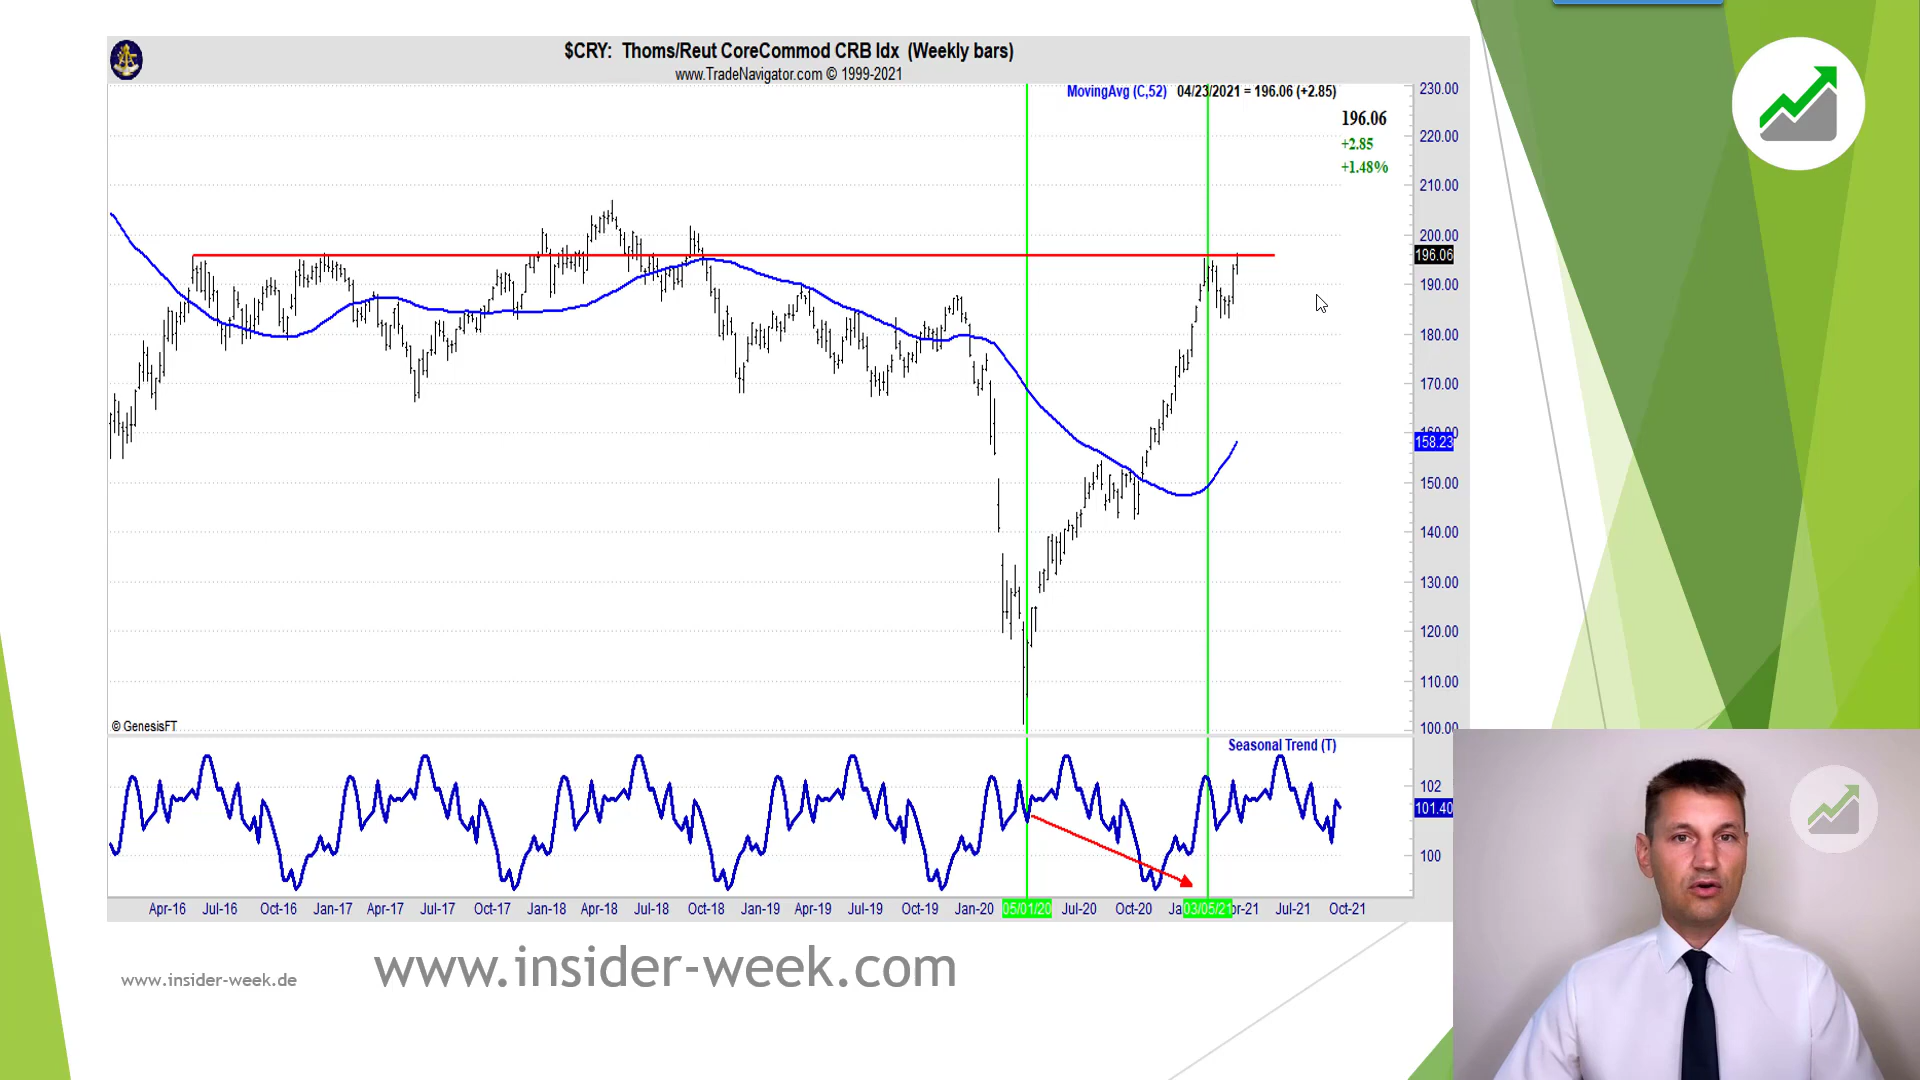 $CRY: Thoms/Reut CoreCommod CRB Idx (Weekly bars)
www.TradeNavigator.com © 1999-2021
MovingAvg (C,52) 04/23/2021 = 196.06 (+2.85)
196.06
+2.85
+1.48%
230.00
220.00
210.00
200.00
196.06
190.00
180.00
170.00
160.00
158.23
150.00
140.00
130.00
120.00
110.00
100.00
© GenesisFT
Seasonal Trend (T)
102
101.40
100
Apr-16 Jul-16 Oct-16 Jan-17 Apr-17 Jul-17 Oct-17 Jan-18 Apr-18 Jul-18 Oct-18 Jan-19 Apr-19 Jul-19 Oct-19 Jan-20 05/01/20 Jul-20 Oct-20 Ja 03/05/21 pr-21 Jul-21 Oct-21
www.insider-week.de
www.insider-week.com